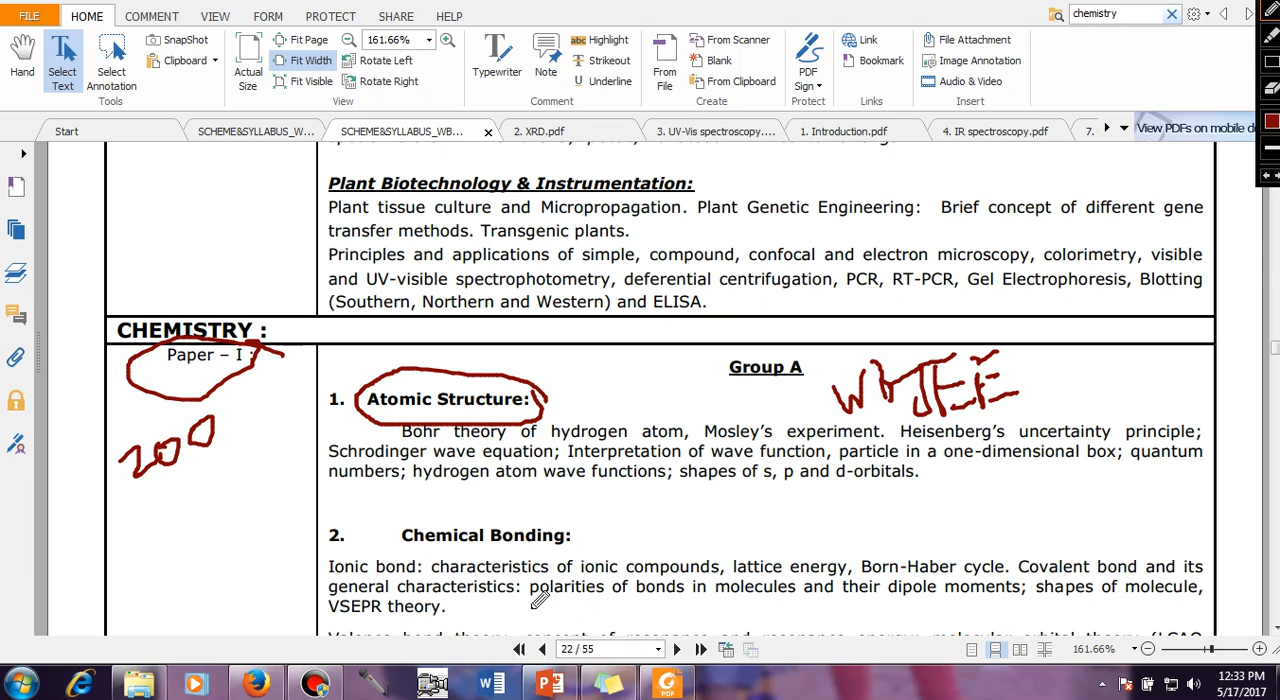 FILE HOME COMMENT VIEW FORM PROTECT SHARE HELP chemistry
SnapShot Fit Page 161.66% Highlight From Scanner Link File Attachment
Clipboard Fit Width Rotate Left Strikeout Blank Bookmark Image Annotation
Hand Select Text Select Annotation Actual Size Fit Visible Rotate Right Typewriter Note Underline From File From Clipboard PDF Sign Audio & Video
Tools View Comment Create Protect Links Insert
Start SCHEME&SYLLABUS_W... SCHEME&SYLLABUS_WB... 2. XRD.pdf 3. UV-Vis spectroscopy.... 1. Introduction.pdf 4. IR spectroscopy.pdf 7. View PDFs on mobile d
Plant Biotechnology & Instrumentation:
Plant tissue culture and Micropropagation. Plant Genetic Engineering: Brief concept of different gene
transfer methods. Transgenic plants.
Principles and applications of simple, compound, confocal and electron microscopy, colorimetry, visible
and UV-visible spectrophotometry, deferential centrifugation, PCR, RT-PCR, Gel Electrophoresis, Blotting
(Southern, Northern and Western) and ELISA.
CHEMISTRY :
Paper – I :
Group A
1. Atomic Structure:
200
Bohr theory of hydrogen atom, Mosley's experiment. Heisenberg's uncertainty principle;
Schrodinger wave equation; Interpretation of wave function, particle in a one-dimensional box; quantum
numbers; hydrogen atom wave functions; shapes of s, p and d-orbitals.
2. Chemical Bonding:
Ionic bond: characteristics of ionic compounds, lattice energy, Born-Haber cycle. Covalent bond and its
general characteristics: polarities of bonds in molecules and their dipole moments; shapes of molecule,
VSEPR theory.
22 / 55 161.66%
12:33 PM
5/17/2017